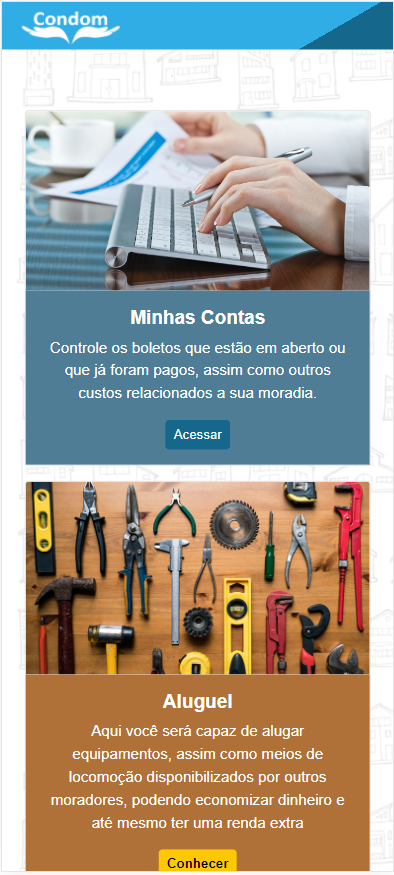 Condom
Minhas Contas
Controle os boletos que estão em aberto ou
que já foram pagos, assim como outros
custos relacionados a sua moradia.
Acessar
Aluguel
Aqui você será capaz de alugar
equipamentos, assim como meios de
locomoção disponibilizados por outros
moradores, podendo economizar dinheiro e
até mesmo ter uma renda extra
Conhecer